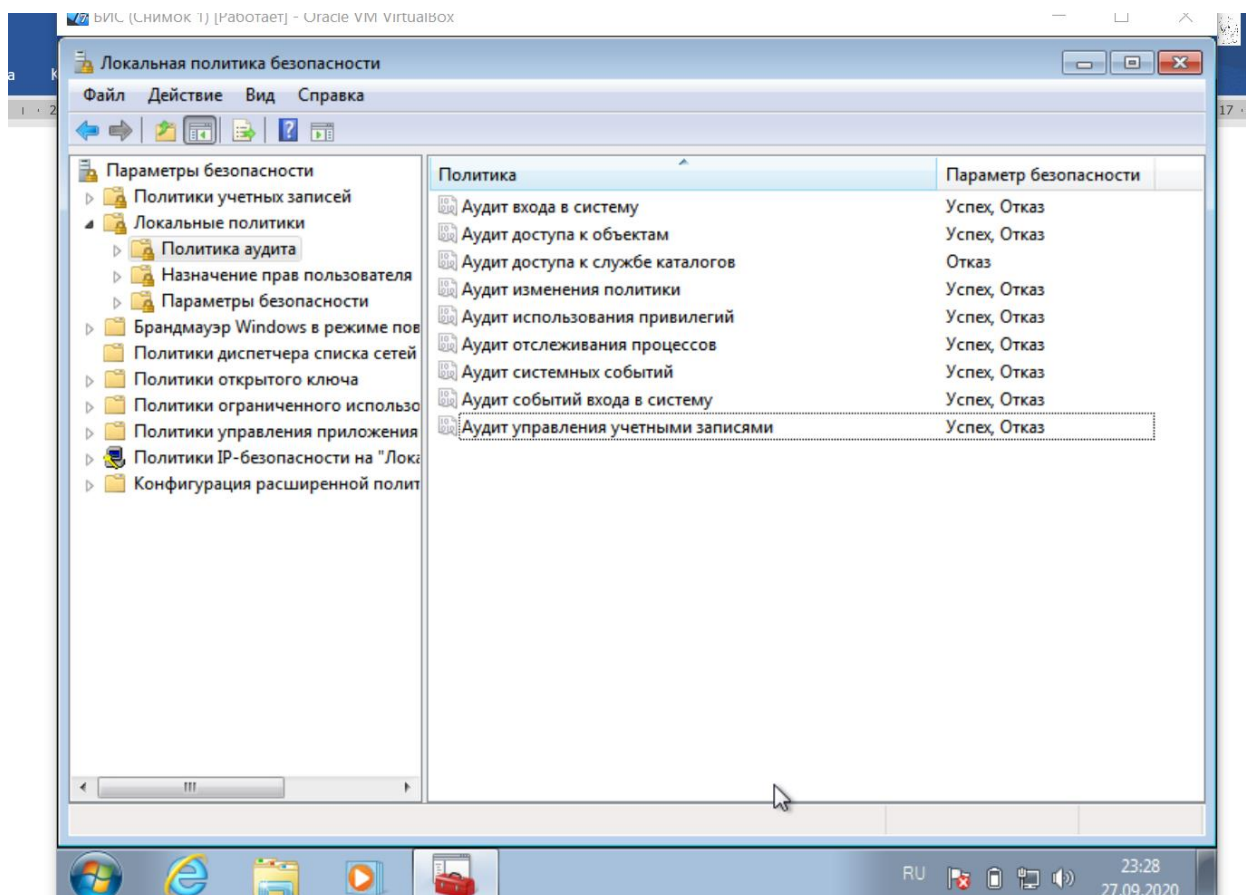 БИС (Снимок 1) [Работает] - Oracle VM VirtualBox
Локальная политика безопасности
Файл Действие Вид Справка
17
Параметры безопасности
Политики учетных записей
Локальные политики
Политика аудита
Назначение прав пользователя
Параметры безопасности
Брандмауэр Windows в режиме пов
Политики диспетчера списка сетей
Политики открытого ключа
Политики ограниченного использо
Политики управления приложения
Политики IP-безопасности на "Лока
Конфигурация расширенной полит
Политика Параметр безопасности
Аудит входа в систему Успех, Отказ
Аудит доступа к объектам Успех, Отказ
Аудит доступа к службе каталогов Отказ
Аудит изменения политики Успех, Отказ
Аудит использования привилегий Успех, Отказ
Аудит отслеживания процессов Успех, Отказ
Аудит системных событий Успех, Отказ
Аудит событий входа в систему Успех, Отказ
Аудит управления учетными записями Успех, Отказ
RU
23:28
27.09.2020